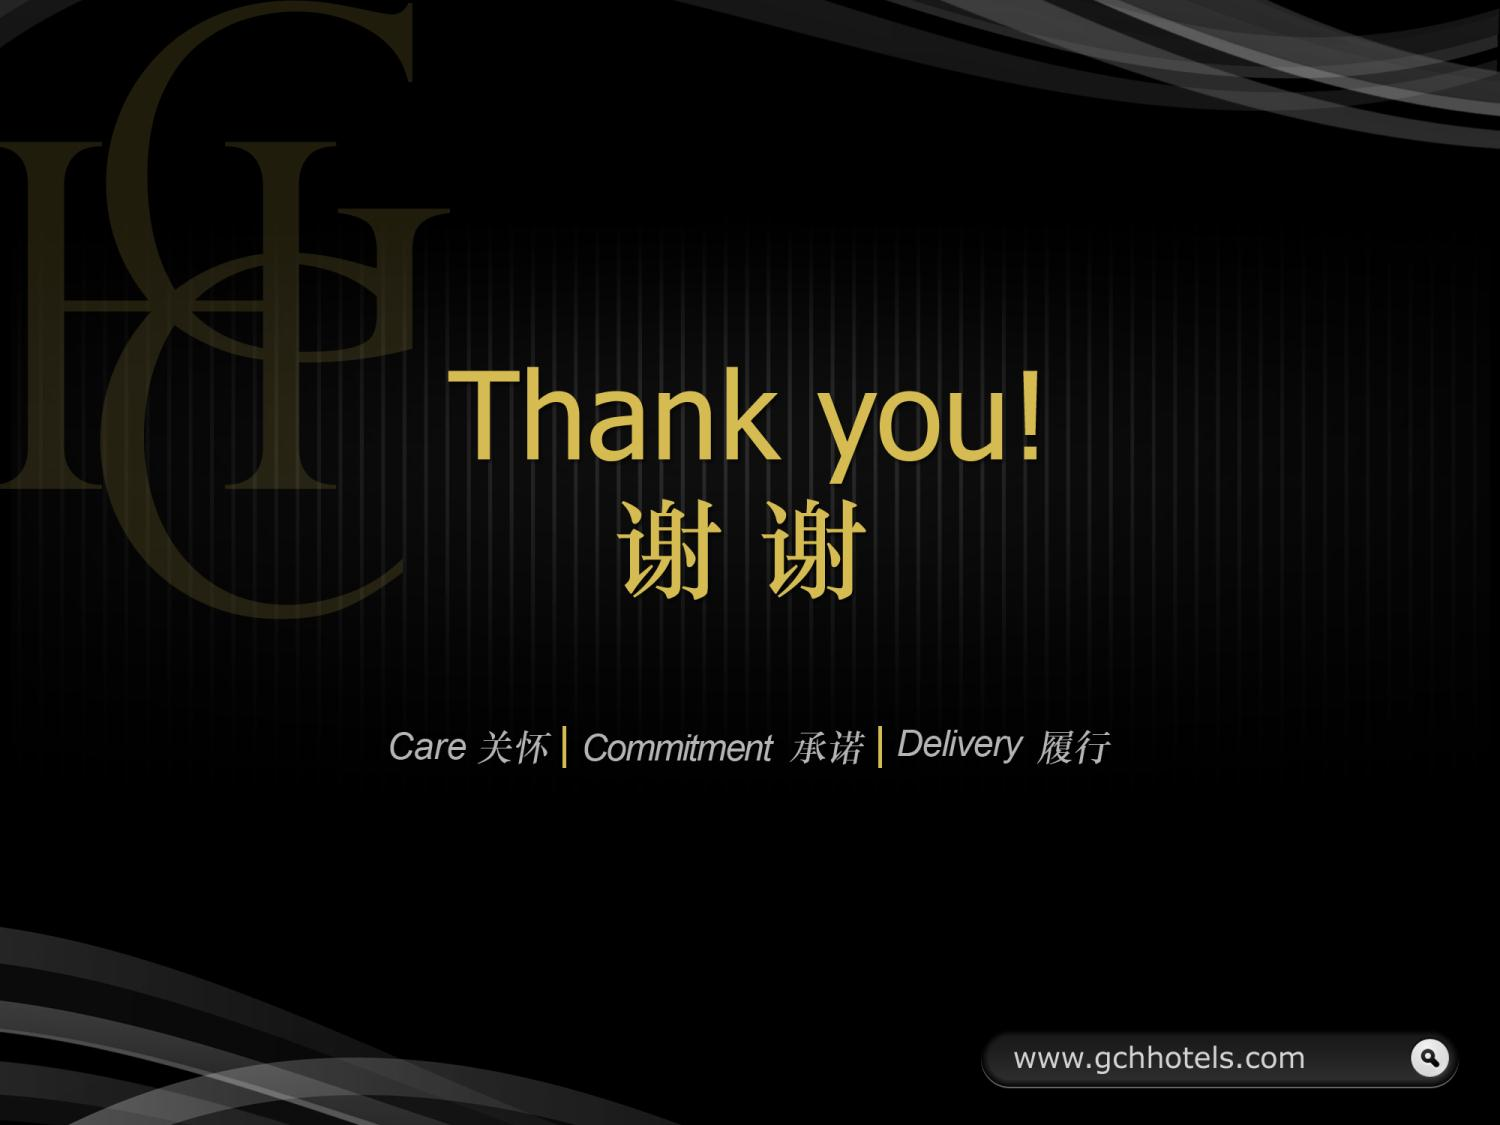 Thank you!
谢 谢
Care 关怀 | Commitment 承诺 | Delivery 履行
www.gchhotels.com